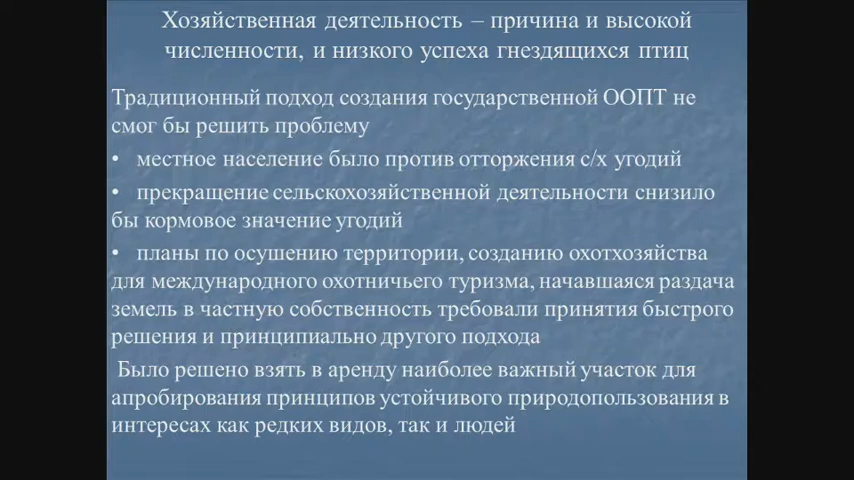 Хозяйственная деятельность – причина и высокой
численности, и низкого успеха гнездящихся птиц
Традиционный подход создания государственной ООПТ не
смог бы решить проблему
• местное население было против отторжения с/х угодий
• прекращение сельскохозяйственной деятельности снизило
бы кормовое значение угодий
• планы по осушению территории, созданию охотхозяйства
для международного охотничьего туризма, начавшаяся раздача
земель в частную собственность требовали принятия быстрого
решения и принципиально другого подхода
Было решено взять в аренду наиболее важный участок для
апробирования принципов устойчивого природопользования в
интересах как редких видов, так и людей